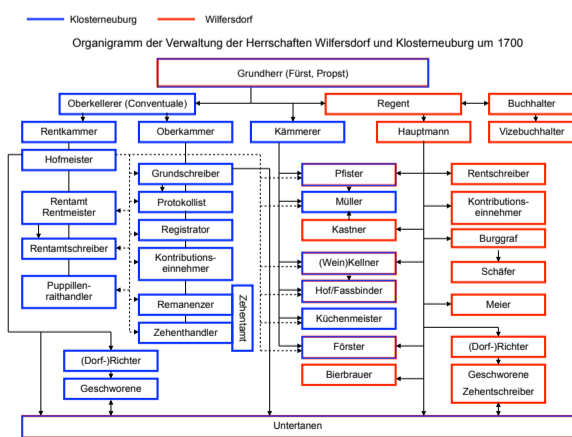 Klosterneuburg
Wilfersdorf
Organigramm der Verwaltung der Herrschaften Wilfersdorf und Klosterneuburg um 1700
Grundherr (Fürst, Propst)
Oberkellerer (Conventuale)
Regent
Buchhalter
Rentkammer
Oberkammer
Kämmerer
Hauptmann
Vizebuchhalter
Hofmeister
Grundschreiber
Pfister
Rentschreiber
Rentamt
Rentmeister
Protokollist
Müller
Kontributions-
einnehmer
Registrator
Kastner
Rentamtschreiber
Burggraf
Kontributions-
einnehmer
(Wein)Kellner
Schäfer
Puppillen-
raithandler
Remanenzer
Hof/Fassbinder
Meier
Zehenthandler
Zehentamt
Küchenmeister
(Dorf-)Richter
Förster
(Dorf-)Richter
Geschworene
Bierbrauer
Geschworene
Zehentschreiber
Untertanen